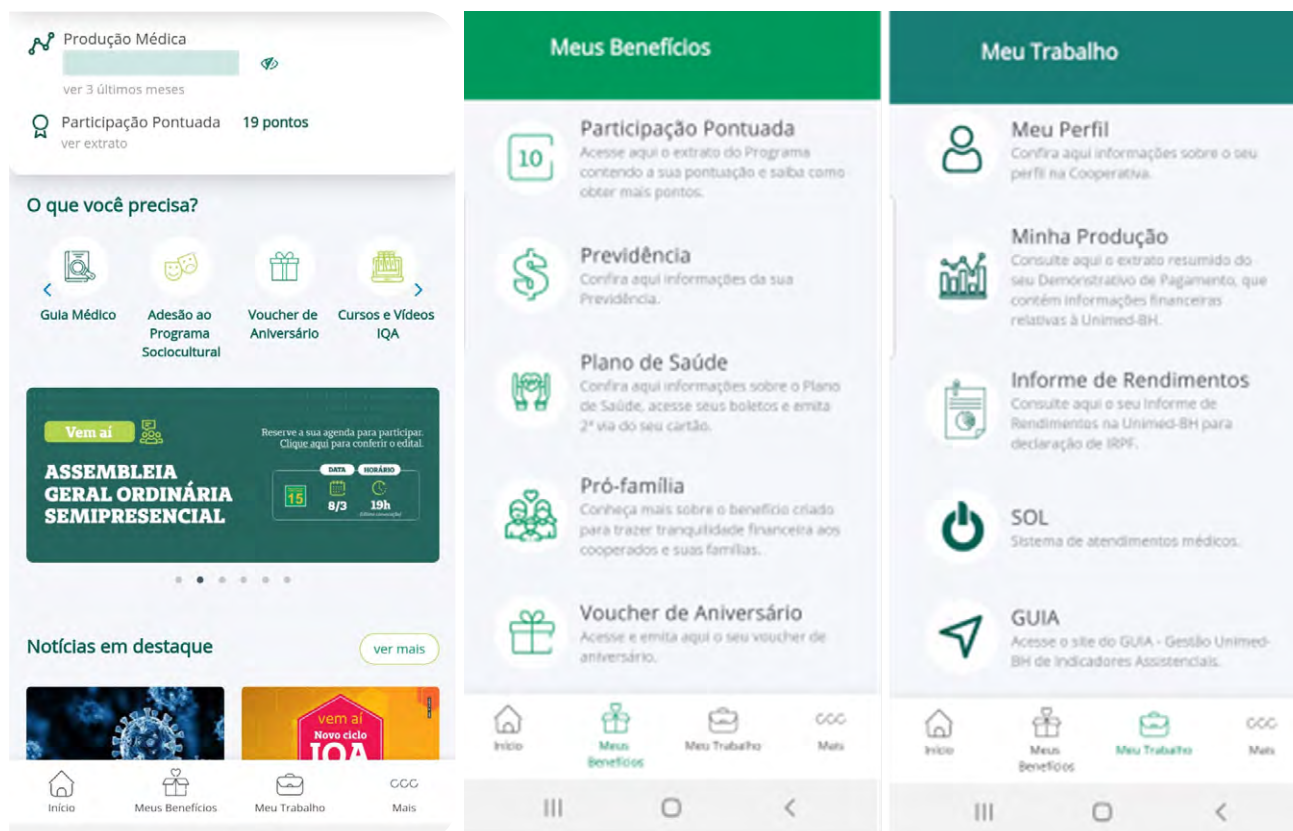 Produção Médica
ver 3 últimos meses
Participação Pontuada 19 pontos
ver extrato
O que você precisa?
Guia Médico
Adesão ao
Programa
Sociocultural
Voucher de
Aniversário
Cursos e Vídeos
IQA
Vem aí
ASSEMBLEIA
GERAL ORDINÁRIA
SEMIPRESENCIAL
Reserve a sua agenda para participar.
Clique aqui para conferir o edital.
DATA HORÁRIO
15
8/3 19h
Notícias em destaque
ver mais
vem aí
Novo ciclo
IQA
Início Meus Benefícios Meu Trabalho Mais
Meus Benefícios
10
Participação Pontuada
Acesse aqui o extrato do Programa
contendo a sua pontuação e saiba como
obter mais pontos.
Previdência
Confira aqui informações da sua
Previdência.
Plano de Saúde
Confira aqui informações sobre o Plano
de Saúde, acesse seus boletos e emita
2ª via do seu cartão.
Pró-família
Conheça mais sobre o benefício criado
para trazer tranquilidade financeira aos
cooperados e suas famílias.
Voucher de Aniversário
Acesse e emita aqui o seu voucher de
aniversário.
Início Meus Benefícios Meu Trabalho Mais
Meu Trabalho
Meu Perfil
Confira aqui informações sobre o seu
perfil na Cooperativa.
Minha Produção
Consulte aqui o extrato resumido do
seu Demonstrativo de Pagamento, que
contém informações financeiras
relativas à Unimed-BH.
Informe de Rendimentos
Consulte aqui o seu Informe de
Rendimentos na Unimed-BH para
declaração de IRPF.
SOL
Sistema de atendimentos médicos.
GUIA
Acesse o site do GUIA - Gestão Unimed-
BH de Indicadores Assistenciais.
Início Meus Benefícios Meu Trabalho Mais